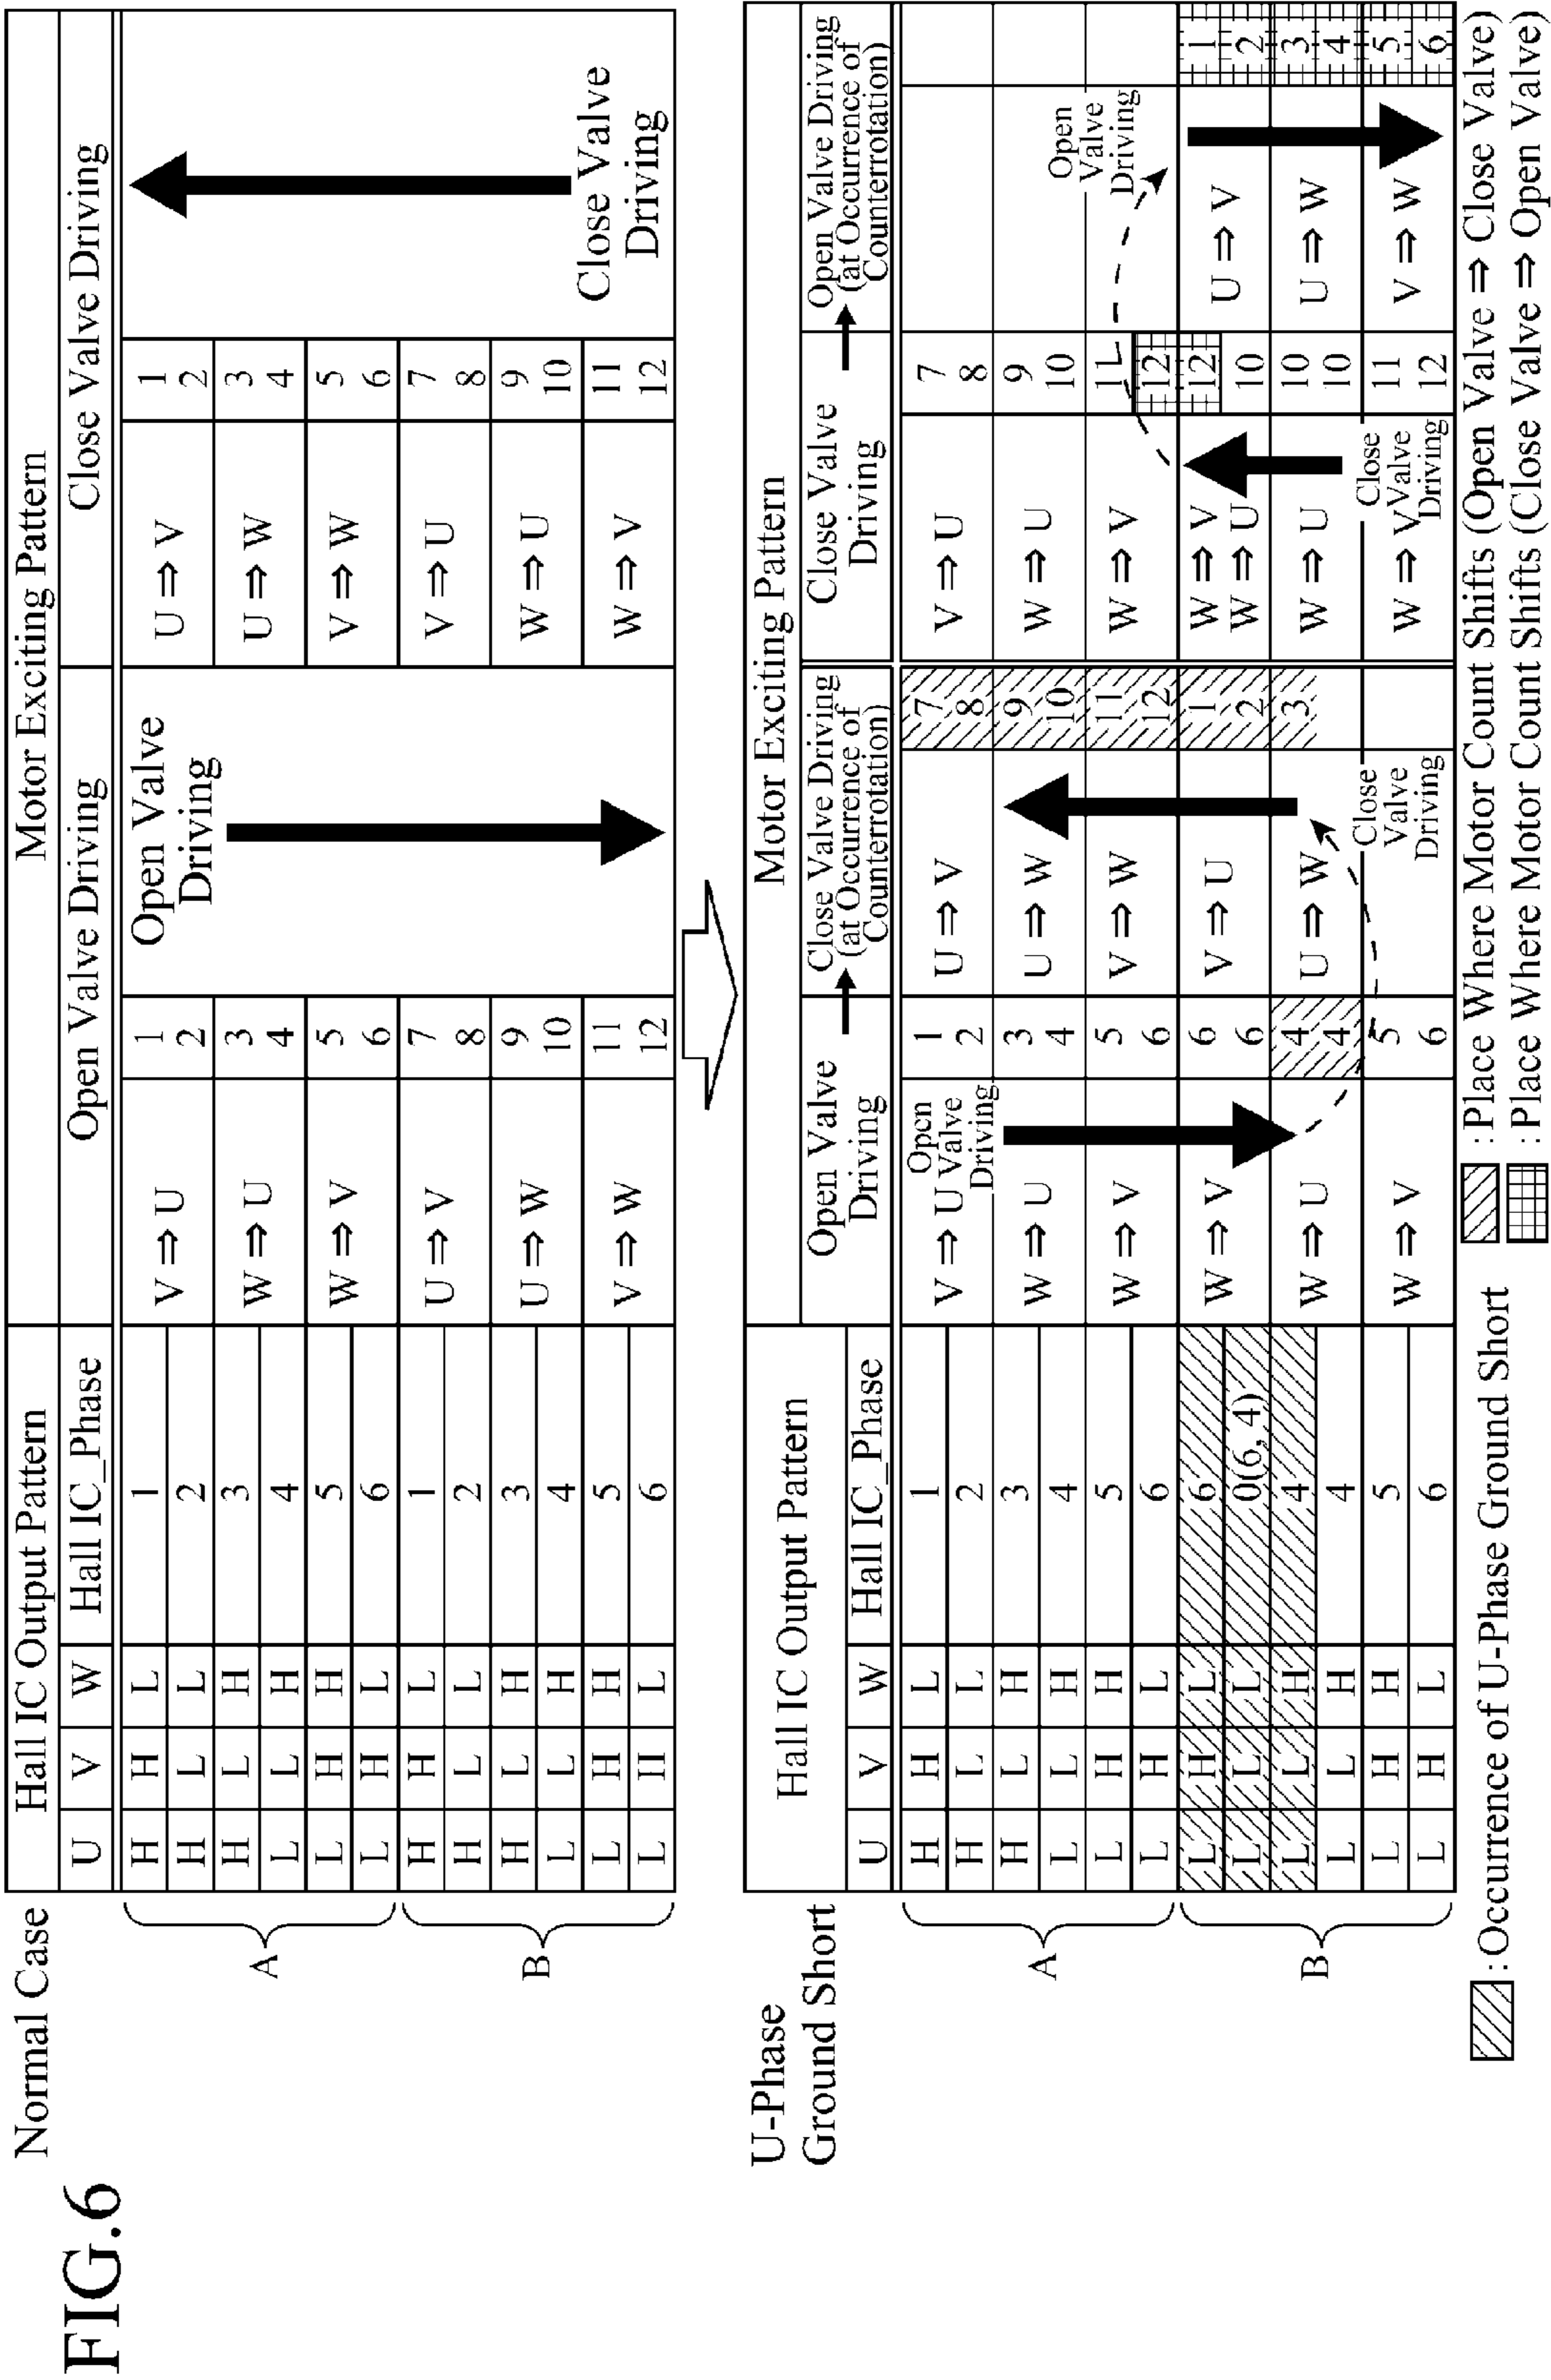 FIG.6
Normal Case
Hall IC Output Pattern | Motor Exciting Pattern
U | V | W | Hall IC_Phase | Open Valve Driving | Close Valve Driving
A
H | H | L | 1 | V ⇒ U | 1 | U ⇒ V | 1
H | L | L | 2 | 2 | 2
H | L | H | 3 | W ⇒ U | 3 | U ⇒ W | 3
L | L | H | 4 | 4 | 4
L | H | H | 5 | W ⇒ V | 5 | V ⇒ W | 5
L | H | L | 6 | 6 | 6
B
H | H | L | 1 | U ⇒ V | 7 | V ⇒ U | 7
H | L | L | 2 | 8 | 8
H | L | H | 3 | U ⇒ W | 9 | W ⇒ U | 9
L | L | H | 4 | 10 | 10
L | H | H | 5 | V ⇒ W | 11 | W ⇒ V | 11
L | H | L | 6 | 12 | 12
Open Valve
Driving
Close Valve
Driving
U-Phase
Ground Short
Hall IC Output Pattern | Motor Exciting Pattern
U | V | W | Hall IC_Phase
Open Valve
Driving
Close Valve Driving
(at Occurrence of
Counterrotation)
Close Valve
Driving
Open Valve Driving
(at Occurrence of
Counterrotation)
A
H | H | L | 1 | V ⇒ U | 1 | U ⇒ V | 7 | V ⇒ U | 7
H | L | L | 2 | 2 | 8 | 8
H | L | H | 3 | W ⇒ U | 3 | U ⇒ W | 9 | W ⇒ U | 9
L | L | H | 4 | 4 | 10 | 10
L | H | H | 5 | W ⇒ V | 5 | V ⇒ W | 11 | W ⇒ V | 11
L | H | L | 6 | 6 | 12 | 12
B
L | H | L | 6 | W ⇒ V | 6 | V ⇒ U | 1 | W ⇒ V | 12 | U ⇒ V | 1
L | L | L | 0(6, 4) | 6 | 2 | W ⇒ U | 10 | 2
L | L | H | 4 | W ⇒ U | 4 | U ⇒ W | 3 | W ⇒ U | 10 | U ⇒ W | 3
L | L | H | 4 | 4 | 10 | 4
L | H | H | 5 | W ⇒ V | 5 | W ⇒ V | 11 | V ⇒ W | 5
L | H | L | 6 | 6 | 12 | 6
Open
Valve
Driving
Close
Valve
Driving
Close
Valve
Driving
Open
Valve
Driving
: Occurrence of U-Phase Ground Short
: Place Where Motor Count Shifts (Open Valve ⇒ Close Valve)
: Place Where Motor Count Shifts (Close Valve ⇒ Open Valve)